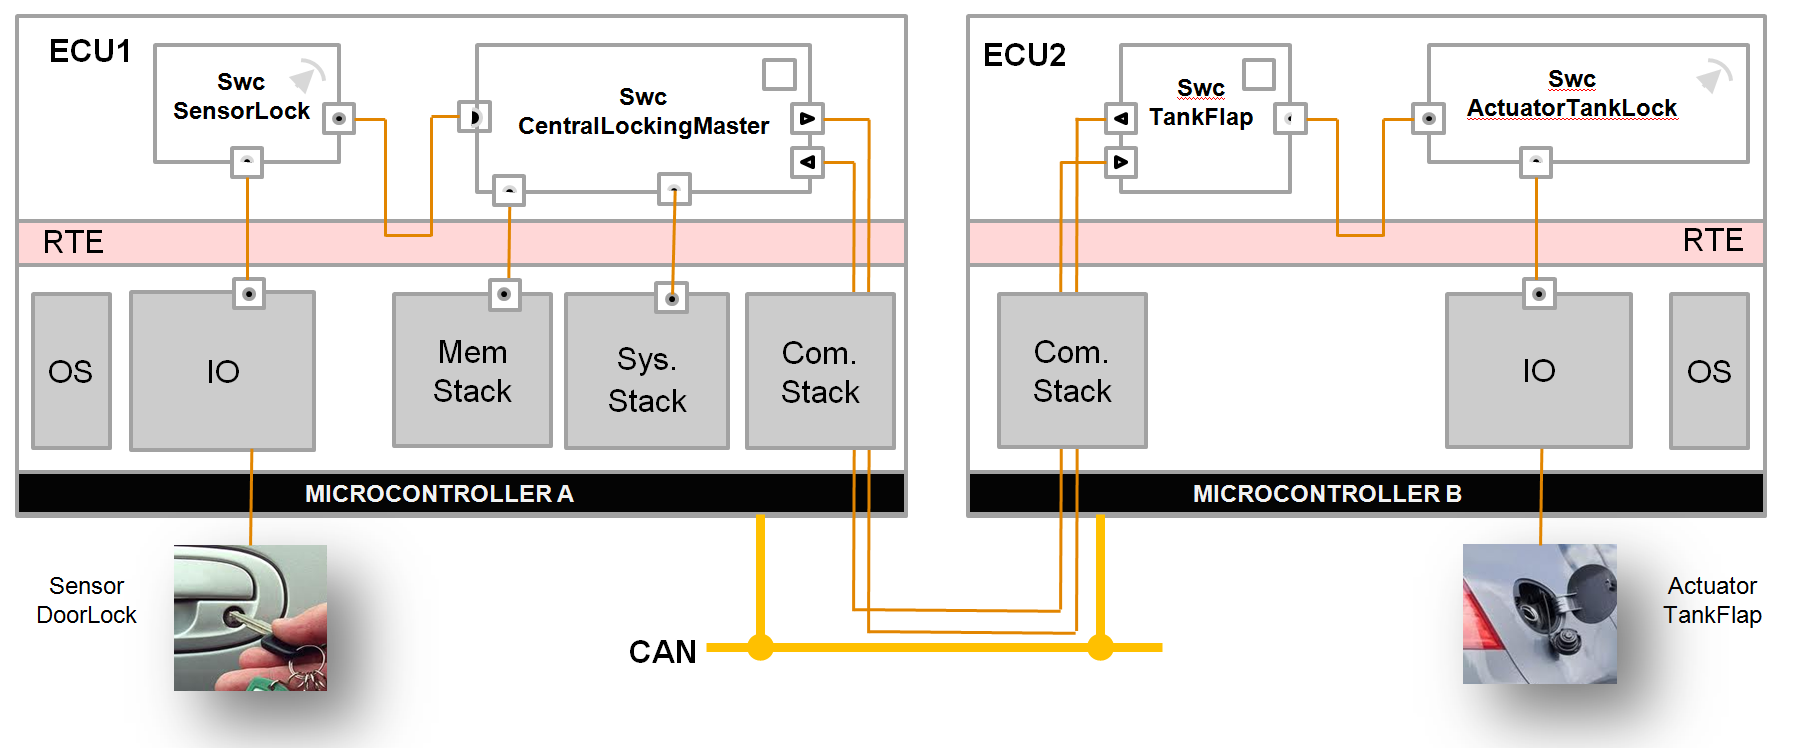 ECU1
Swc
SensorLock
Swc
CentralLockingMaster
RTE
OS
IO
Mem
Stack
Sys.
Stack
Com.
Stack
MICROCONTROLLER A
Sensor
DoorLock
CAN
ECU2
Swc
TankFlap
Swc
ActuatorTankLock
RTE
Com.
Stack
IO
OS
MICROCONTROLLER B
Actuator
TankFlap